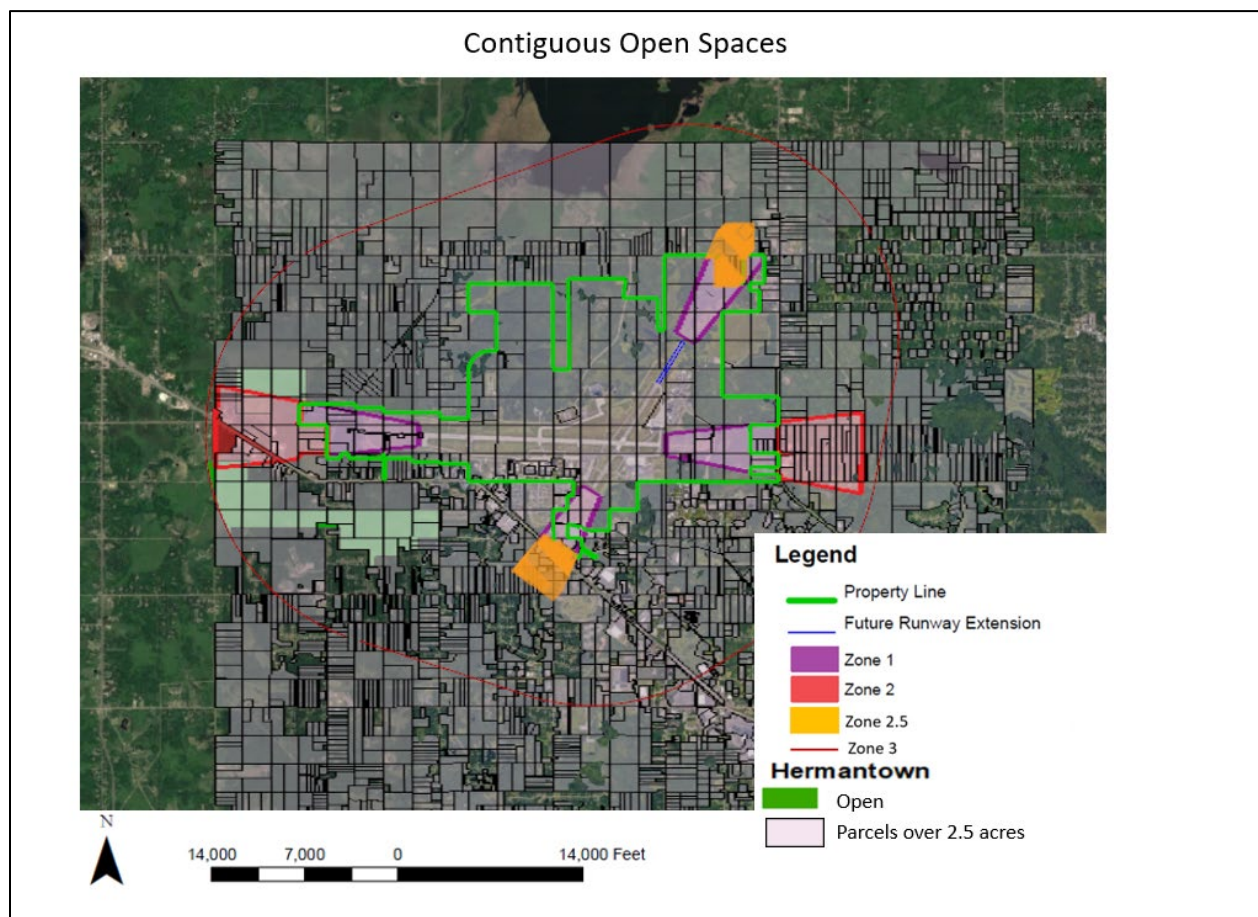 Contiguous Open Spaces
Legend
Property Line
Future Runway Extension
Zone 1
Zone 2
Zone 2.5
Zone 3
Hermantown
Open
Parcels over 2.5 acres
N
14,000 7,000 0 14,000 Feet